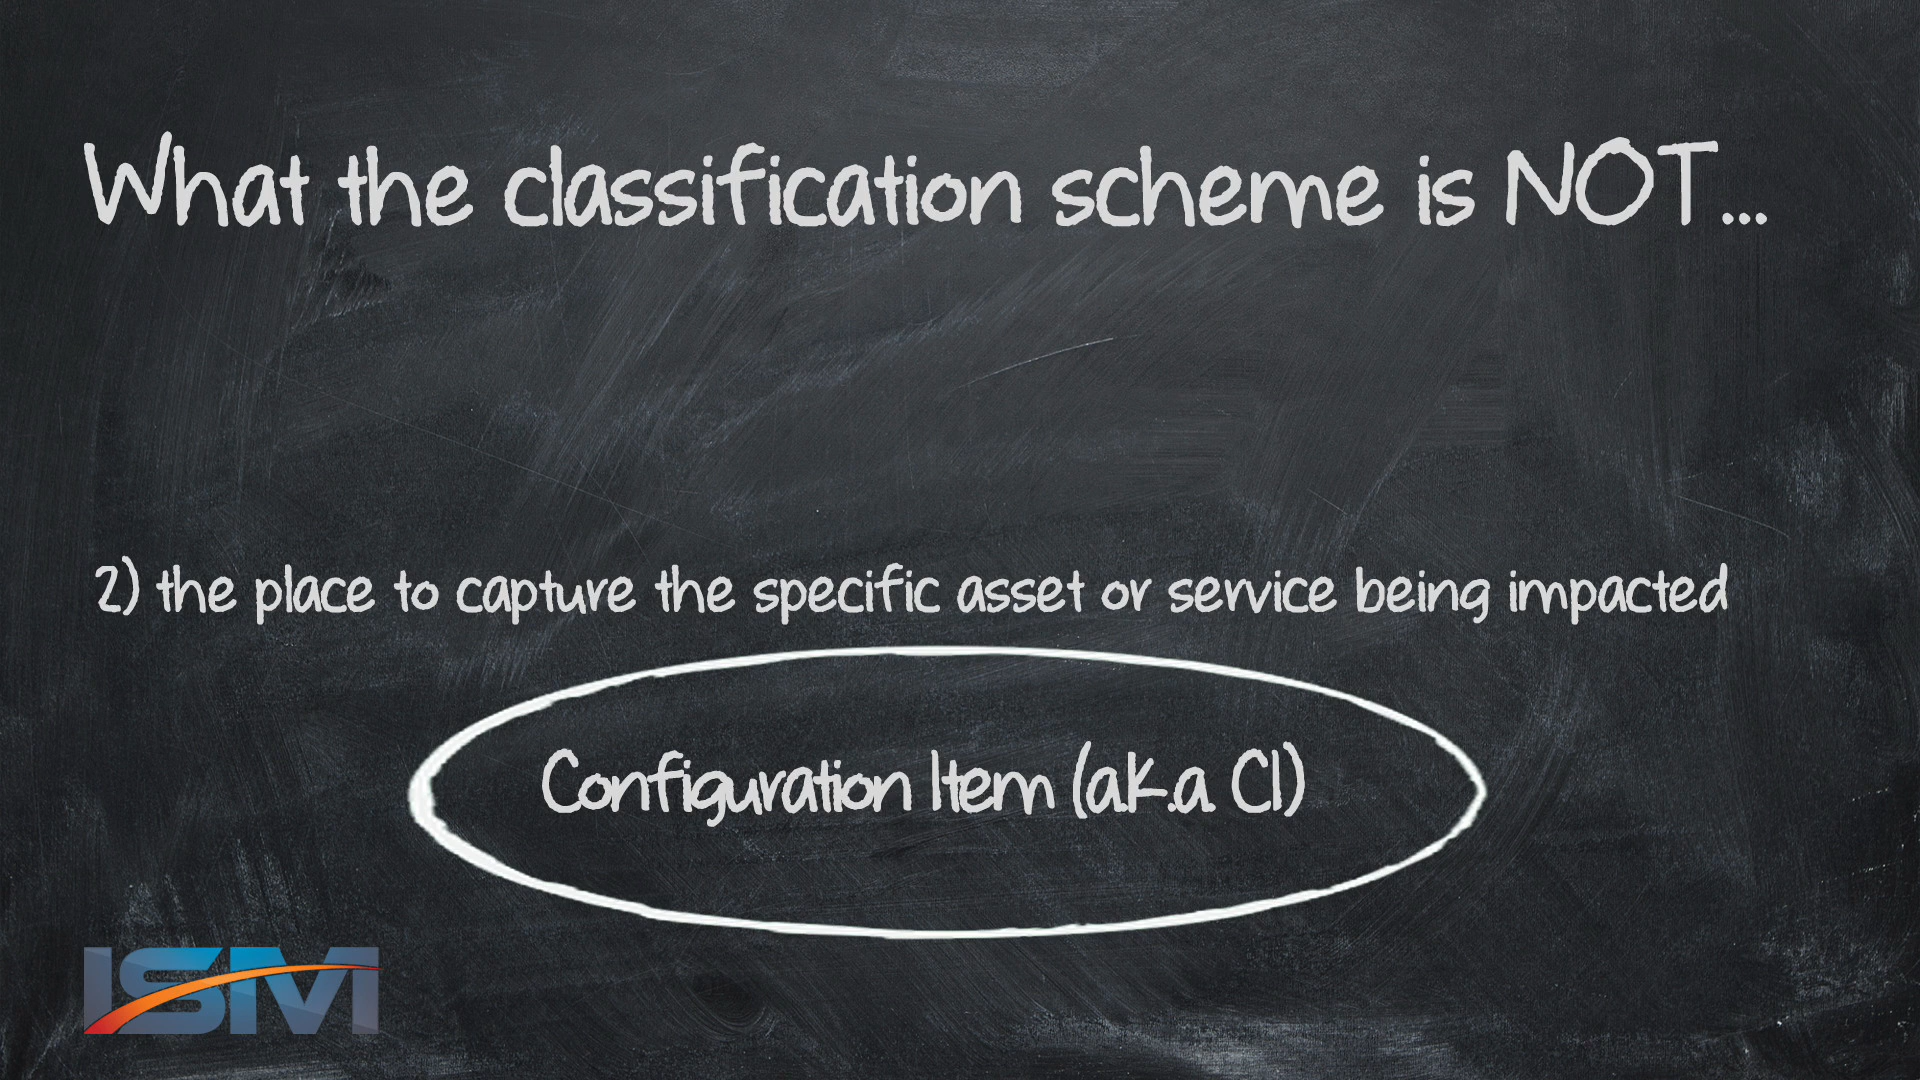 What the classification scheme is NOT...
2) the place to capture the specific asset or service being impacted
Configuration Item (a.k.a. CI)
ISM